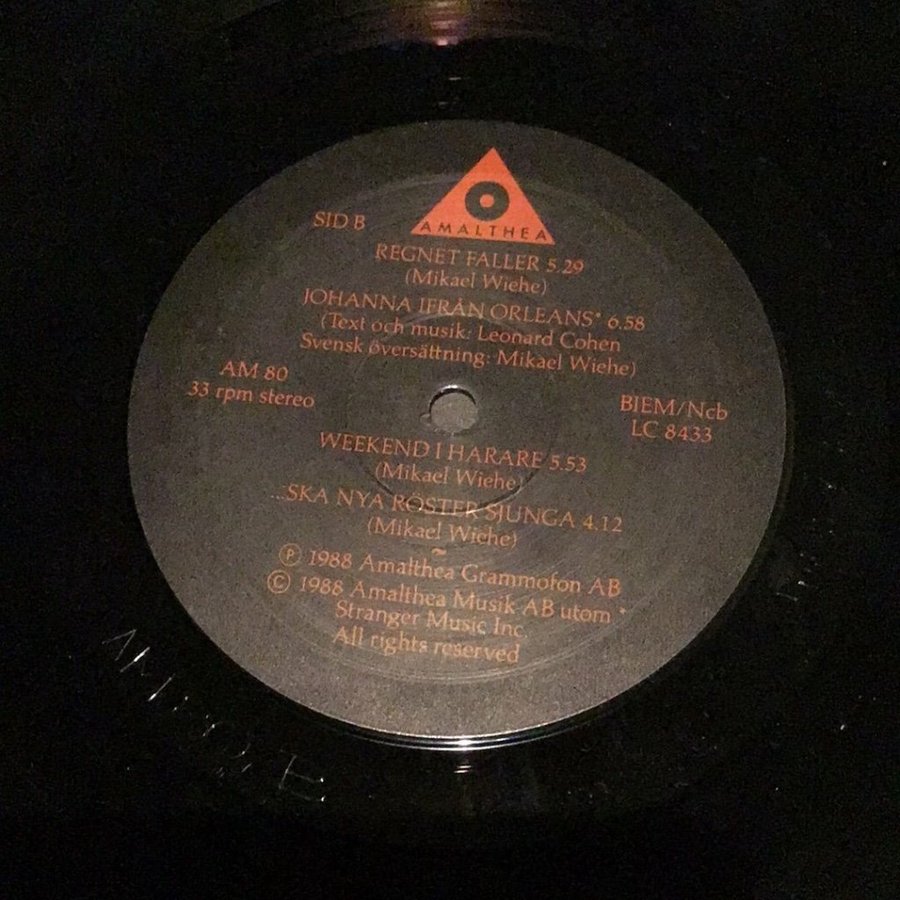 AMALTHEA
SID B
REGNET FALLER 5.29
(Mikael Wiehe)
JOHANNA IFRÅN ORLEANS* 6.58
(Text och musik: Leonard Cohen
Svensk översättning: Mikael Wiehe)
AM 80
33 rpm stereo
BIEM/Ncb
LC 8433
WEEKEND I HARARE 5.53
(Mikael Wiehe)
...SKA NYA RÖSTER SJUNGA 4.12
(Mikael Wiehe)
~
Ⓟ 1988 Amalthea Grammofon AB
© 1988 Amalthea Musik AB utom *
Stranger Music Inc.
All rights reserved